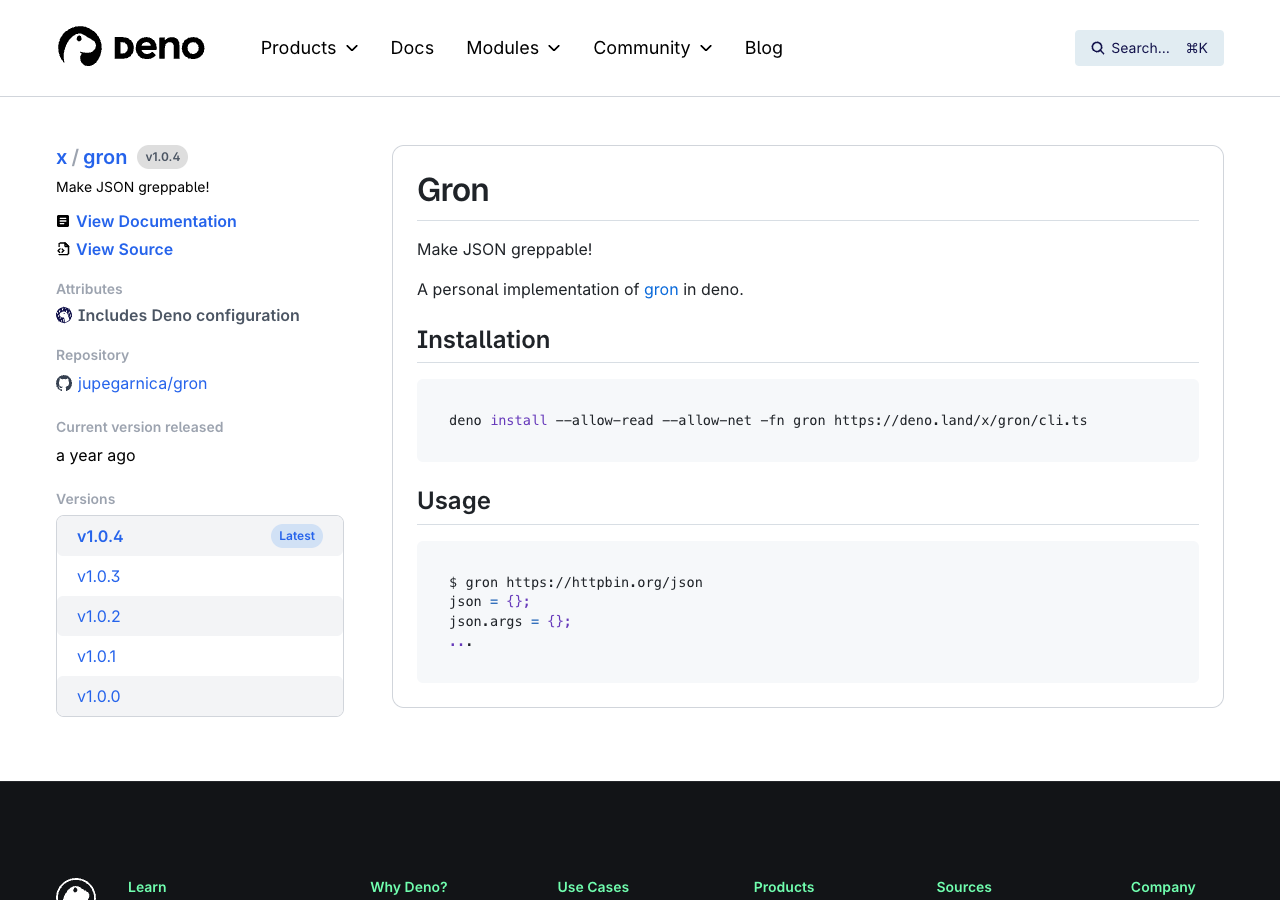 DENO
Products
Docs
Modules
Community
Blog
Search... ⌘K
x / gron v1.0.4
Make JSON greppable!
View Documentation
View Source
Attributes
Includes Deno configuration
Repository
jupegarnica/gron
Current version released
a year ago
Versions
v1.0.4 Latest
v1.0.3
v1.0.2
v1.0.1
v1.0.0
Gron
Make JSON greppable!
A personal implementation of gron in deno.
Installation
deno install --allow-read --allow-net -fn gron https://deno.land/x/gron/cli.ts
Usage
$ gron https://httpbin.org/json
json = {};
json.args = {};
...
Learn
Why Deno?
Use Cases
Products
Sources
Company